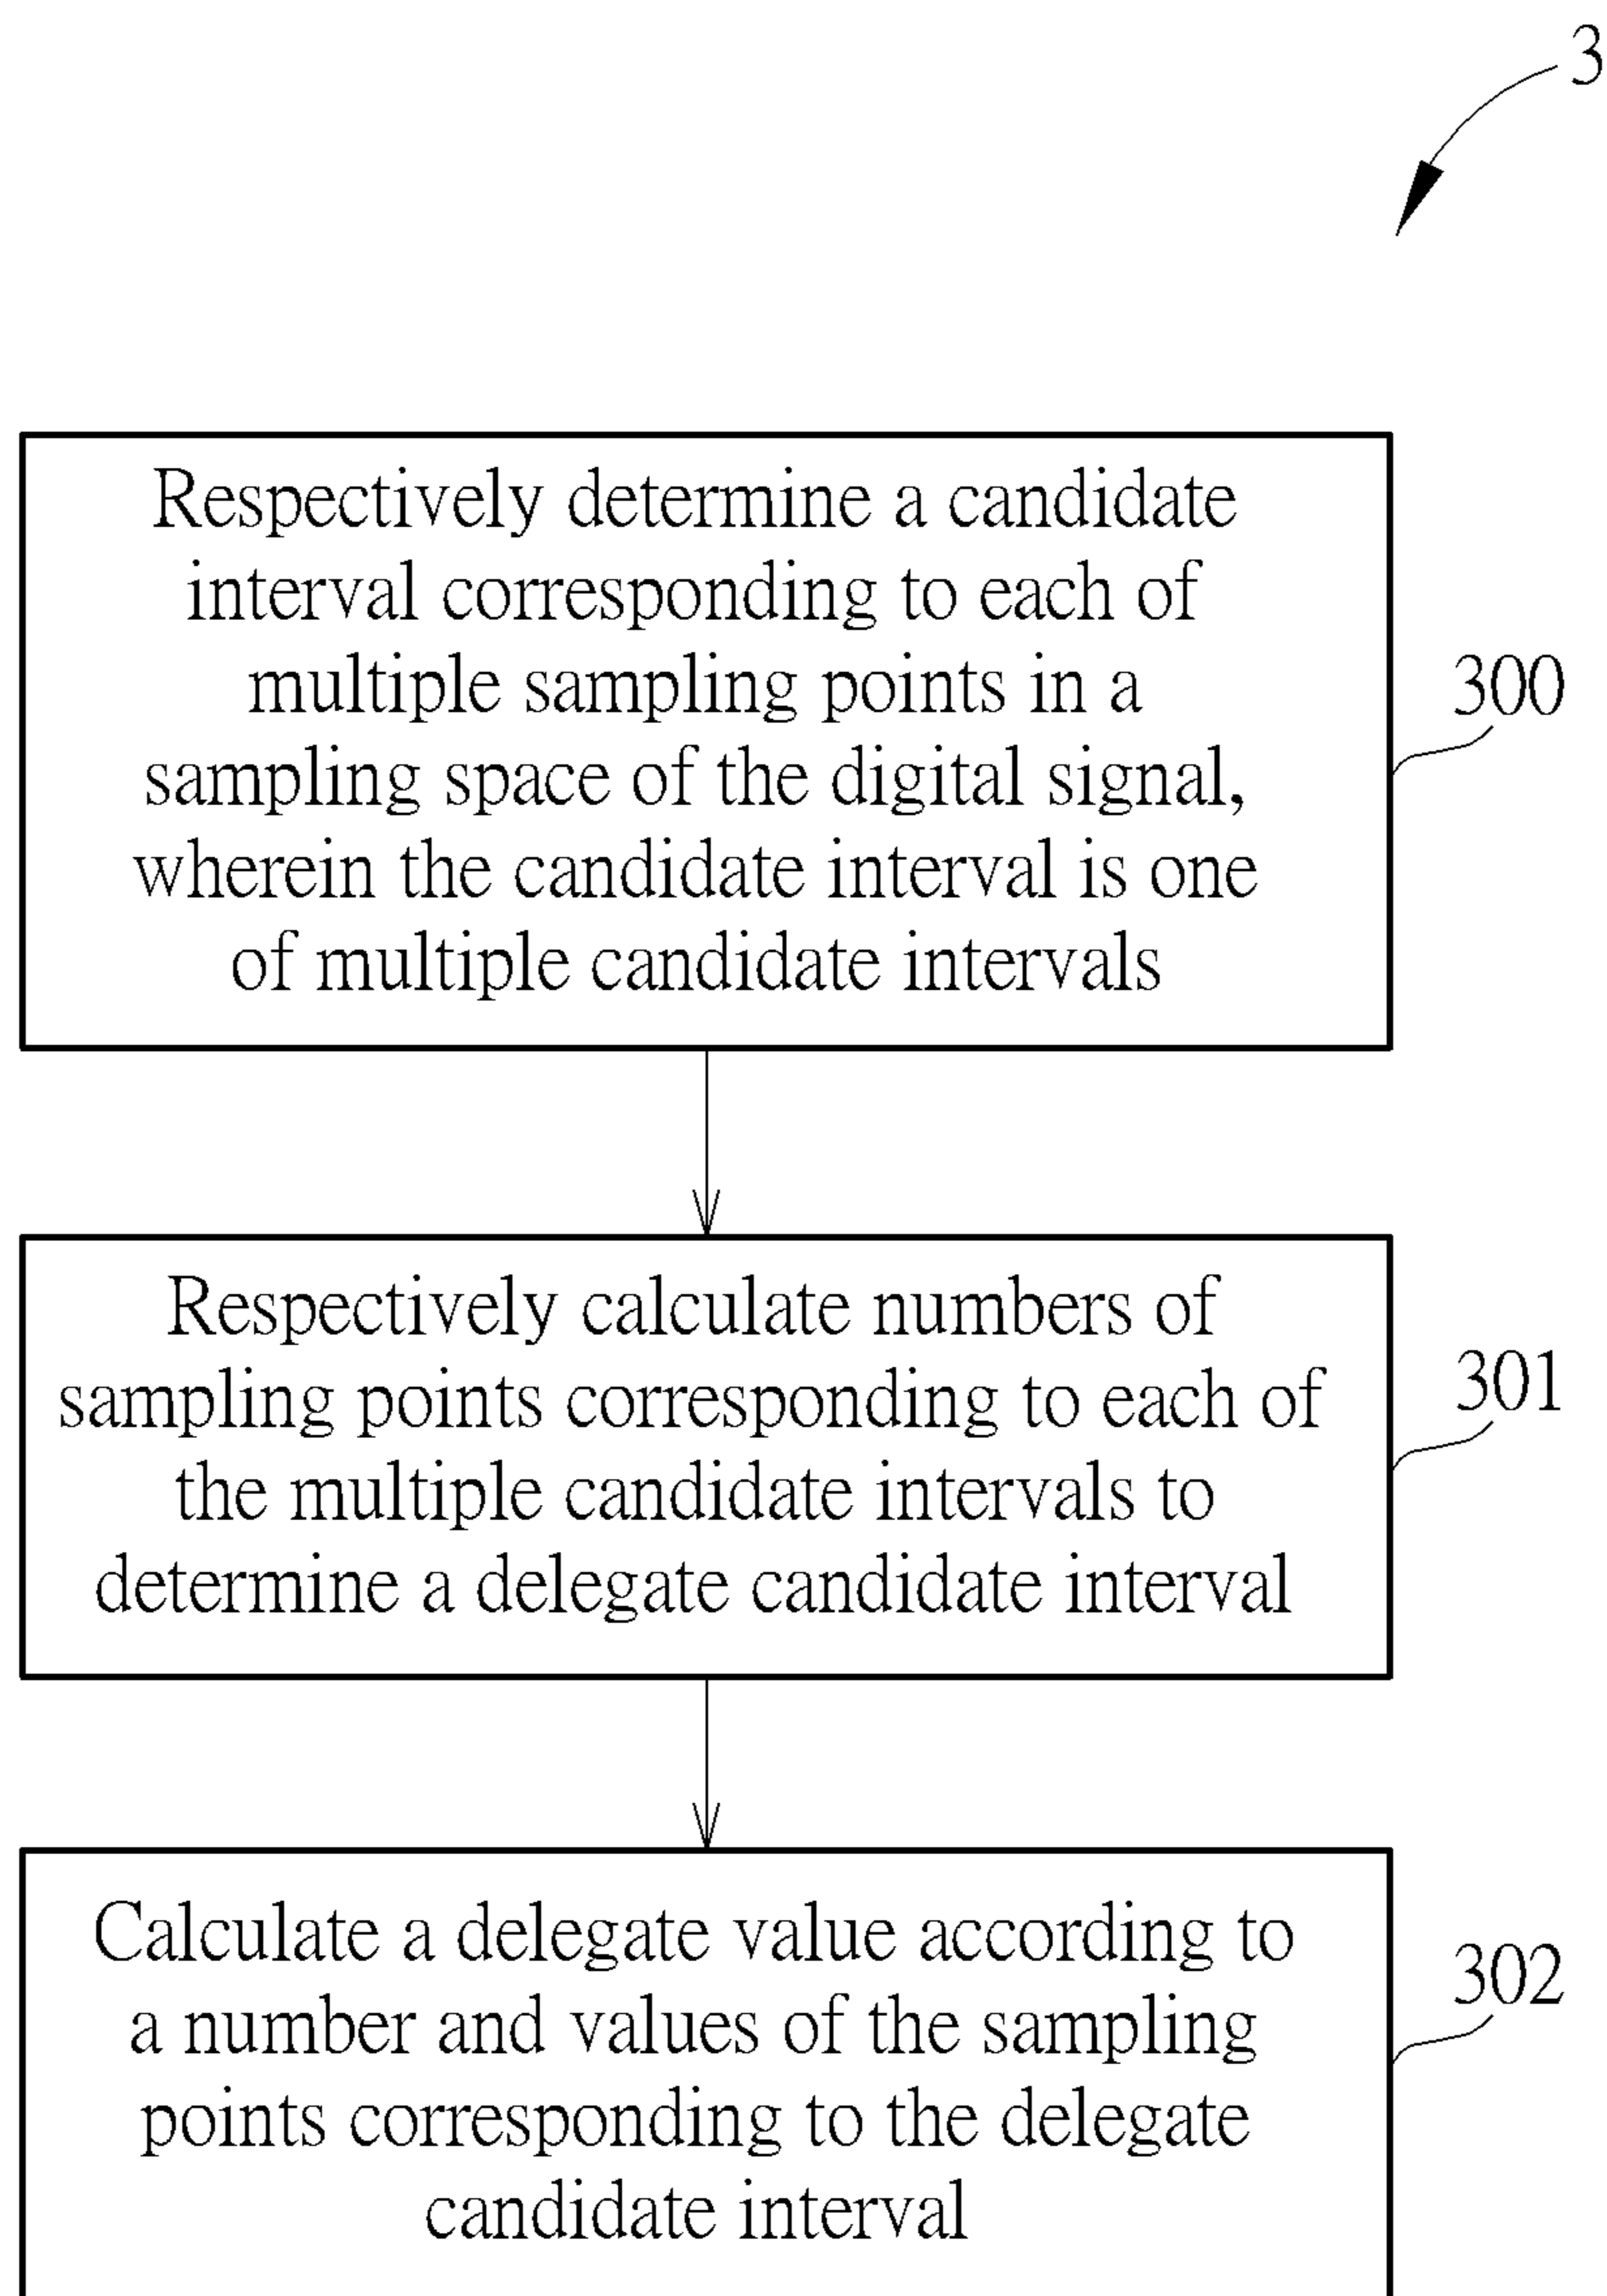 3
Respectively determine a candidate
interval corresponding to each of
multiple sampling points in a
sampling space of the digital signal,
wherein the candidate interval is one
of multiple candidate intervals
300
Respectively calculate numbers of
sampling points corresponding to each of
the multiple candidate intervals to
determine a delegate candidate interval
301
Calculate a delegate value according to
a number and values of the sampling
points corresponding to the delegate
candidate interval
302